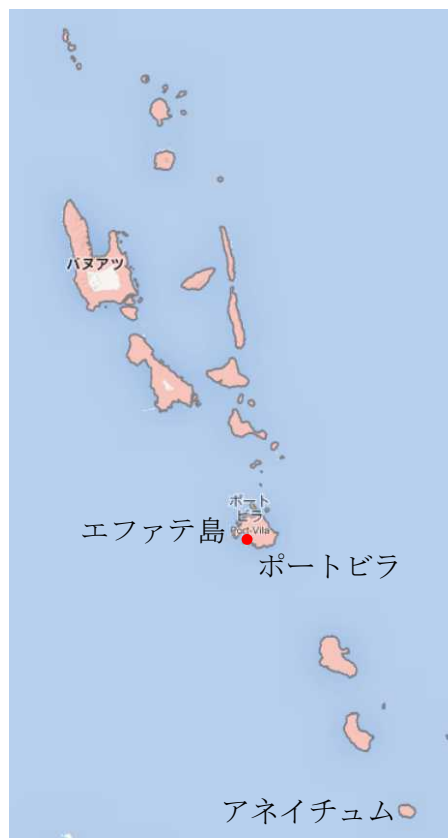 バヌアツ
ポート
ビラ
Port-Vila
エファテ島
ポートビラ
アネイチュム